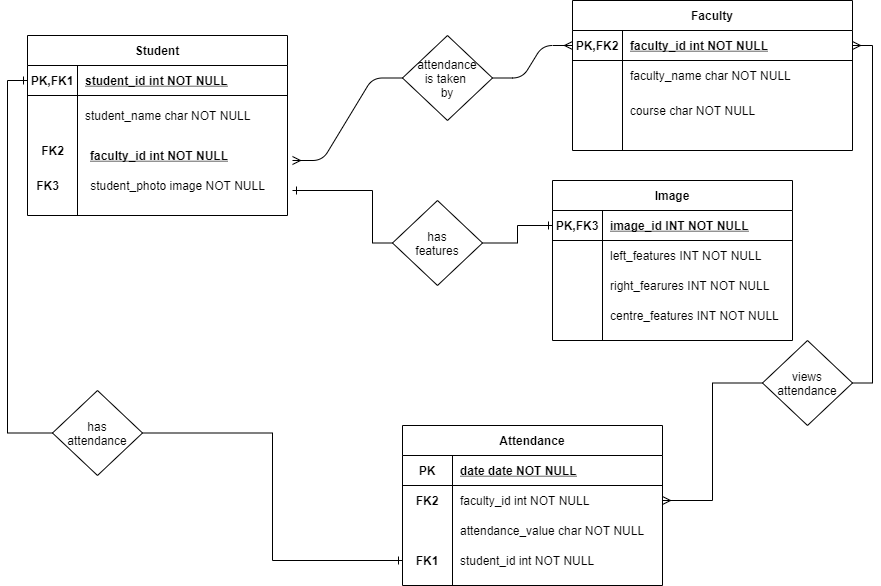 Student
PK,FK1 student_id int NOT NULL
student_name char NOT NULL
FK2 faculty_id int NOT NULL
FK3 student_photo image NOT NULL
attendance
is taken
by
Faculty
PK,FK2 faculty_id int NOT NULL
faculty_name char NOT NULL
course char NOT NULL
has
features
Image
PK,FK3 image_id INT NOT NULL
left_features INT NOT NULL
right_fearures INT NOT NULL
centre_features INT NOT NULL
views
attendance
has
attendance
Attendance
PK date date NOT NULL
FK2 faculty_id int NOT NULL
attendance_value char NOT NULL
FK1 student_id int NOT NULL